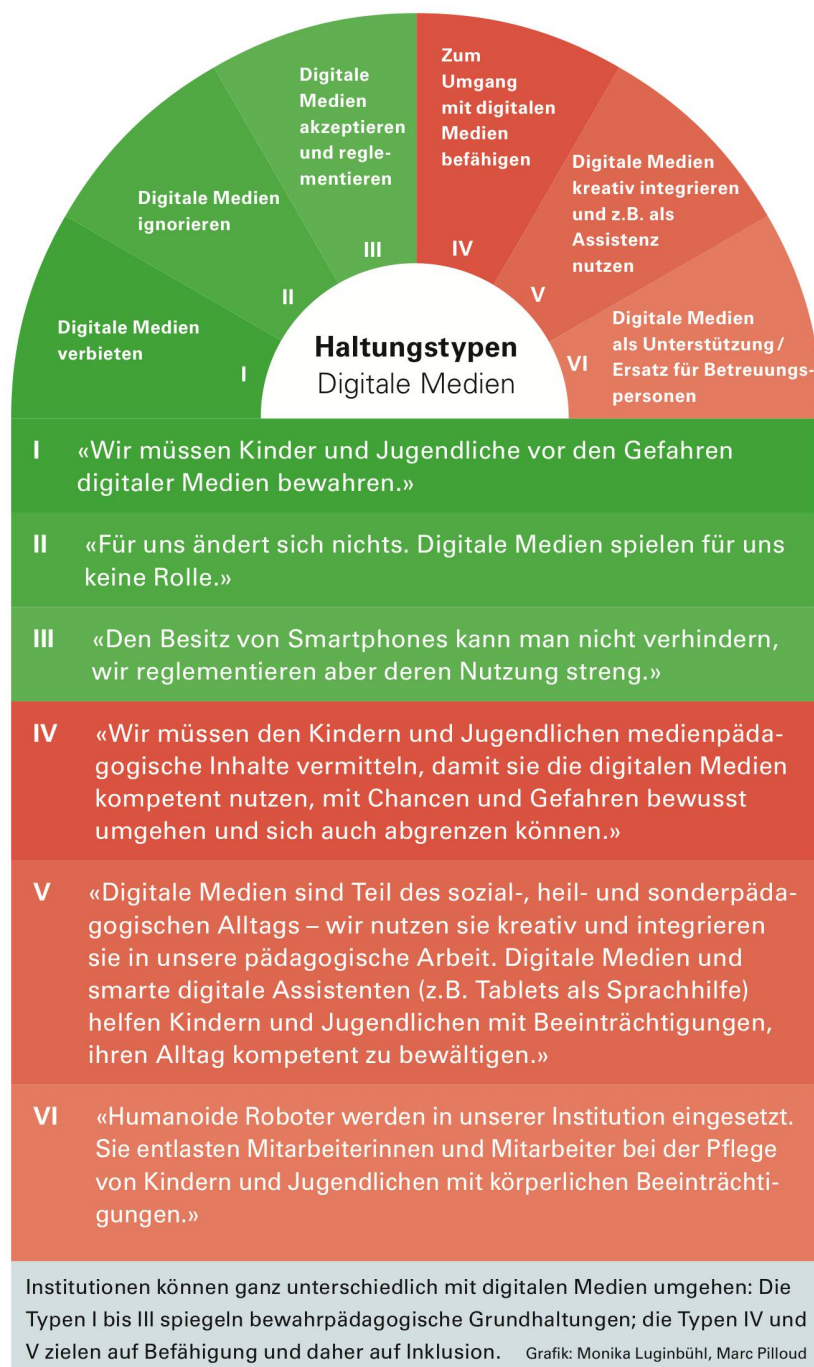 Digitale Medien
verbieten
I
Digitale Medien
ignorieren
II
Digitale
Medien
akzeptieren
und regle-
mentieren
III
Zum
Umgang
mit digitalen
Medien
befähigen
IV
Digitale Medien
kreativ integrieren
und z.B. als
Assistenz
nutzen
V
Digitale Medien
als Unterstützung/
Ersatz für Betreuungs-
personen
VI
Haltungstypen
Digitale Medien
I «Wir müssen Kinder und Jugendliche vor den Gefahren
digitaler Medien bewahren.»
II «Für uns ändert sich nichts. Digitale Medien spielen für uns
keine Rolle.»
III «Den Besitz von Smartphones kann man nicht verhindern,
wir reglementieren aber deren Nutzung streng.»
IV «Wir müssen den Kindern und Jugendlichen medienpäda-
gogische Inhalte vermitteln, damit sie die digitalen Medien
kompetent nutzen, mit Chancen und Gefahren bewusst
umgehen und sich auch abgrenzen können.»
V «Digitale Medien sind Teil des sozial-, heil- und sonderpäda-
gogischen Alltags – wir nutzen sie kreativ und integrieren
sie in unsere pädagogische Arbeit. Digitale Medien und
smarte digitale Assistenten (z.B. Tablets als Sprachhilfe)
helfen Kindern und Jugendlichen mit Beeinträchtigungen,
ihren Alltag kompetent zu bewältigen.»
VI «Humanoide Roboter werden in unserer Institution eingesetzt.
Sie entlasten Mitarbeiterinnen und Mitarbeiter bei der Pflege
von Kindern und Jugendlichen mit körperlichen Beeinträchti-
gungen.»
Institutionen können ganz unterschiedlich mit digitalen Medien umgehen: Die
Typen I bis III spiegeln bewahrpädagogische Grundhaltungen; die Typen IV und
V zielen auf Befähigung und daher auf Inklusion. Grafik: Monika Luginbühl, Marc Pilloud